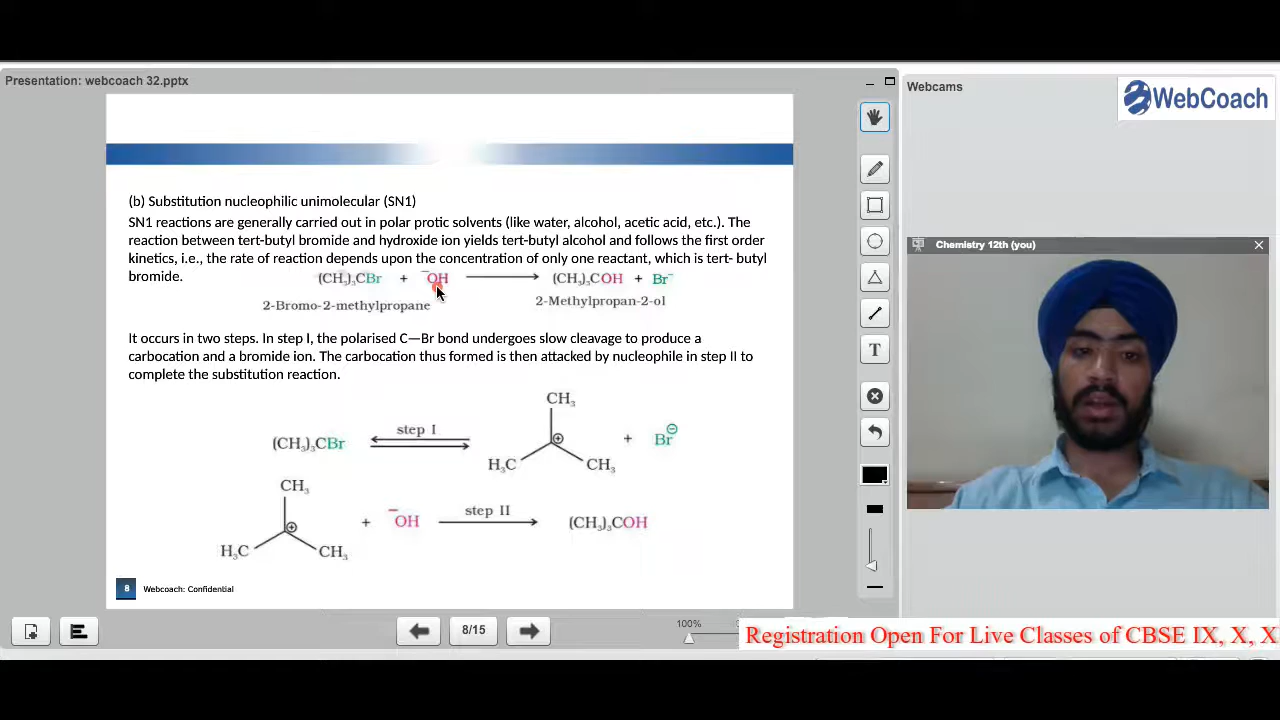 Presentation: webcoach 32.pptx
Webcams
WebCoach
(b) Substitution nucleophilic unimolecular (SN1)
SN1 reactions are generally carried out in polar protic solvents (like water, alcohol, acetic acid, etc.). The
reaction between tert-butyl bromide and hydroxide ion yields tert-butyl alcohol and follows the first order
kinetics, i.e., the rate of reaction depends upon the concentration of only one reactant, which is tert- butyl
bromide.
(CH₃)₃CBr + ⁻OH ⟶ (CH₃)₃COH + Br⁻
2-Bromo-2-methylpropane 2-Methylpropan-2-ol
It occurs in two steps. In step I, the polarised C—Br bond undergoes slow cleavage to produce a
carbocation and a bromide ion. The carbocation thus formed is then attacked by nucleophile in step II to
complete the substitution reaction.
CH₃
step I
(CH₃)₃CBr ⊕ + Br⊖
H₃C CH₃
CH₃
step II
⊕ + ⁻OH (CH₃)₃COH
H₃C CH₃
8 Webcoach: Confidential
Chemistry 12th (you)
T
8/15
100%
Registration Open For Live Classes of CBSE IX, X, X